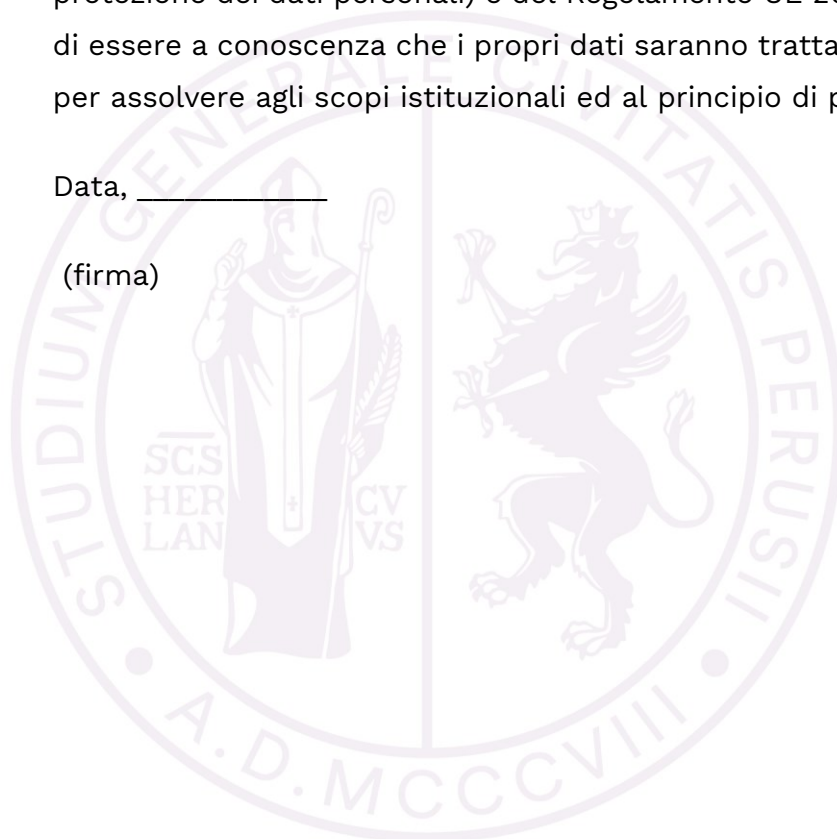 di essere a conoscenza che i propri dati saranno tratta
per assolvere agli scopi istituzionali ed al principio di p
Data, ____________
(firma)
STUDIUM GENERALE CIVITATIS PERUSII
SCS
HER
LAN
CV
VS
• A.D. MCCCVIII •